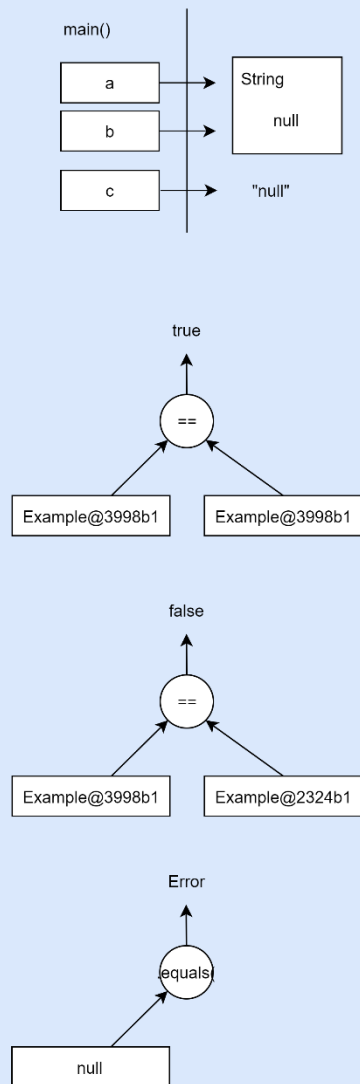 main()
a
String
b
null
c
"null"
true
==
Example@3998b1
Example@3998b1
false
==
Example@3998b1
Example@2324b1
Error
.equals(
null